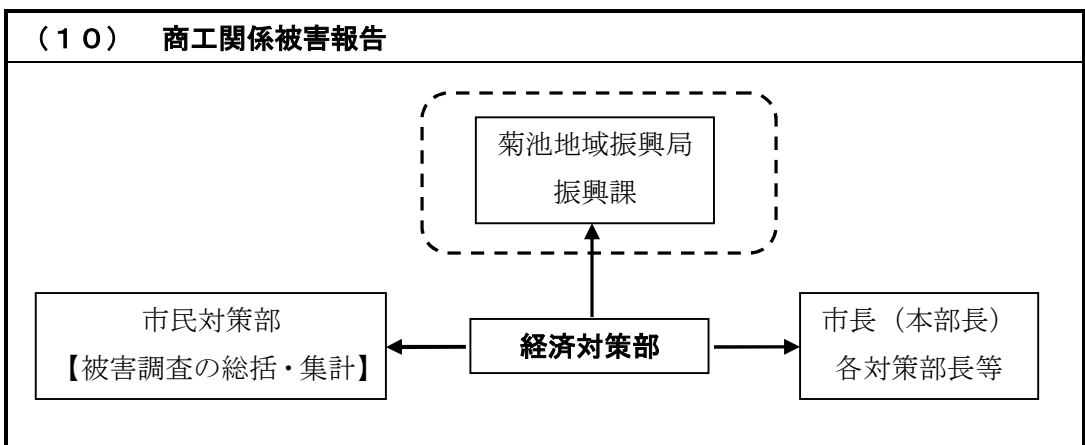 （１０）　商工関係被害報告
菊池地域振興局
振興課
市民対策部
【被害調査の総括・集計】
経済対策部
市長（本部長）
各対策部長等